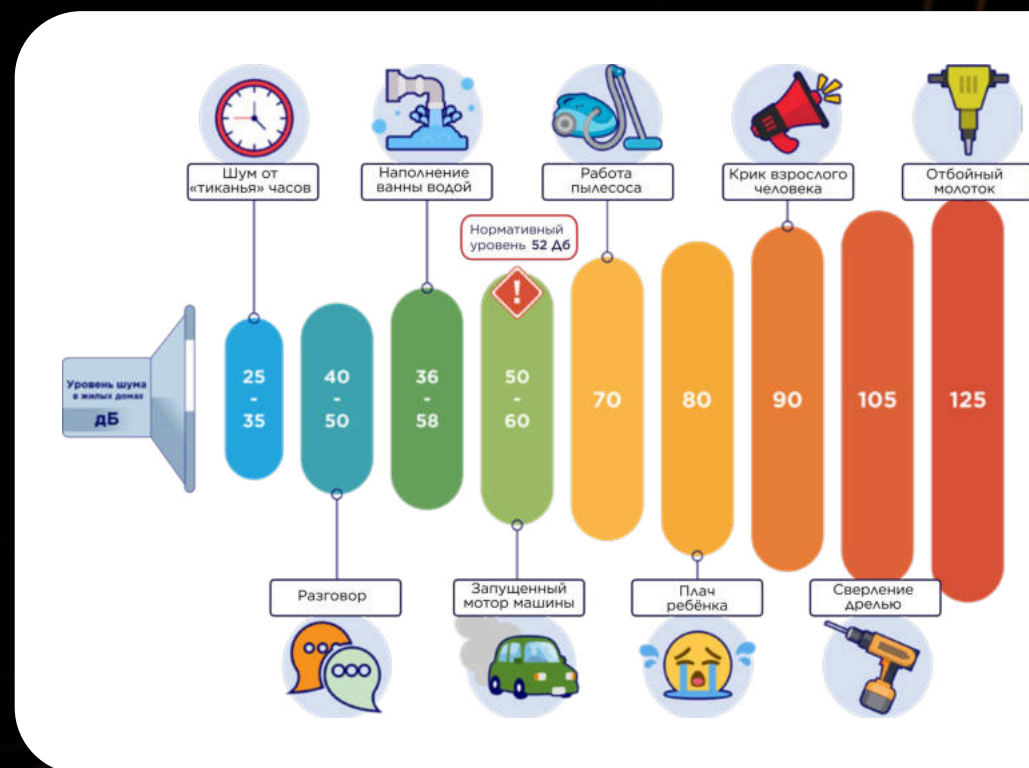 Шум от
«тиканья» часов
Наполнение
ванны водой
Работа
пылесоса
Крик взрослого
человека
Отбойный
молоток
Нормативный
уровень 52 Дб
!
Уровень шума
в жилых домах
дБ
25
-
35
40
-
50
36
-
58
50
-
60
70
80
90
105
125
Разговор
Запущенный
мотор машины
Плач
ребёнка
Сверление
дрелью